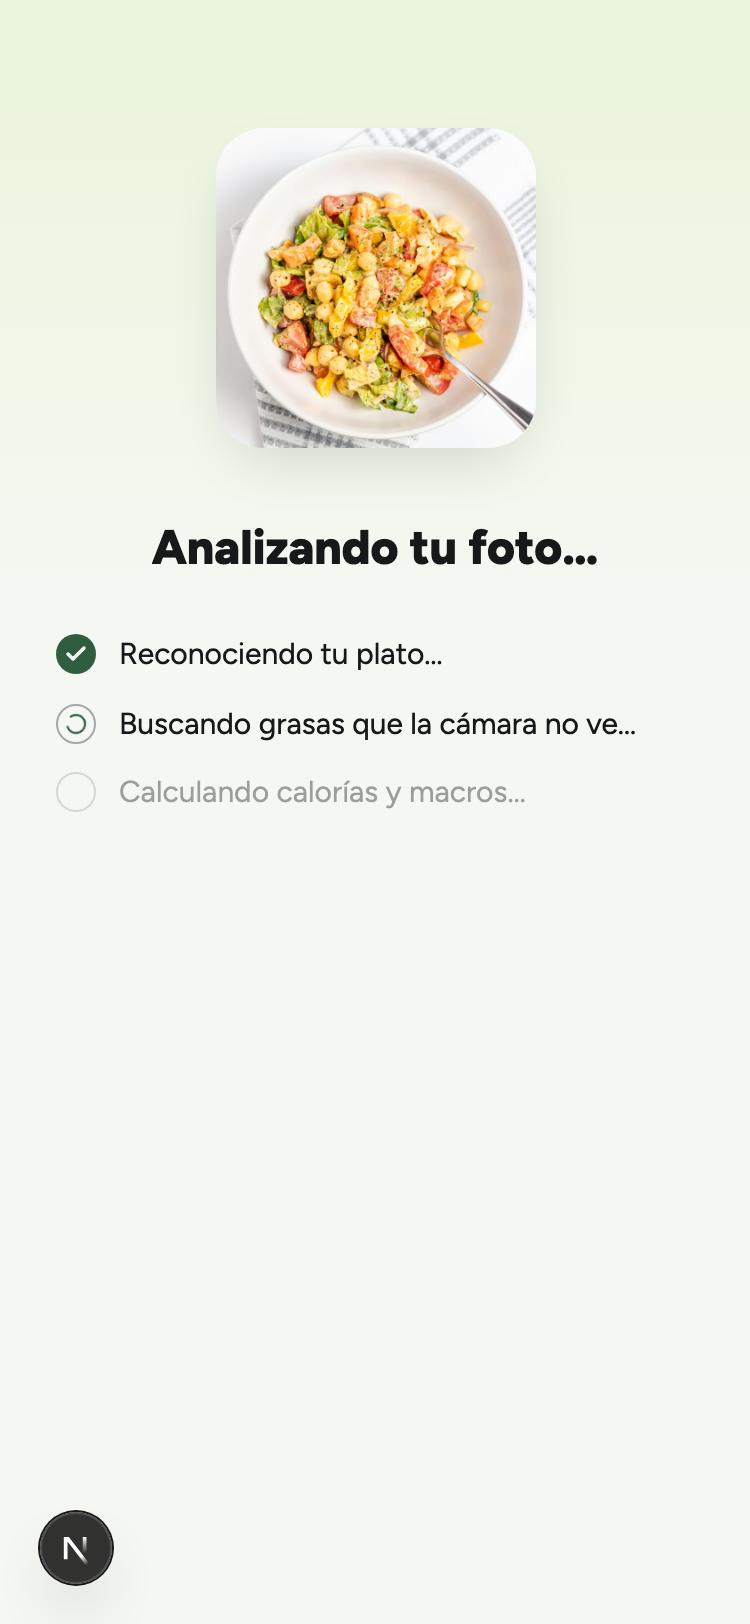 Analizando tu foto...
Reconociendo tu plato...
Buscando grasas que la cámara no ve...
Calculando calorías y macros...
N